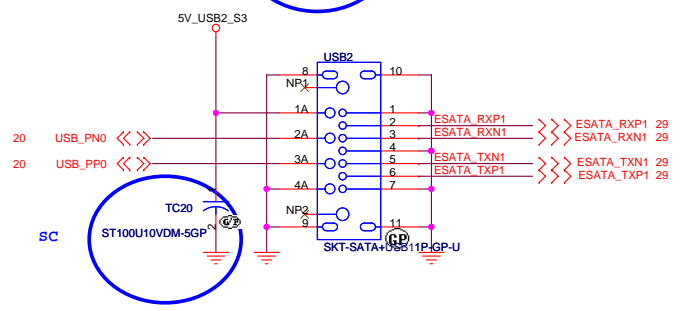 5V_USB2_S3
USB2
8 10
NP1
1A 1
ESATA_RXP1
2 ESATA_RXP1 29
20 USB_PN0 2A 3 ESATA_RXN1 ESATA_RXN1 29
4
20 USB_PP0 3A 5 ESATA_TXN1 ESATA_TXN1 29
6 ESATA_TXP1 ESATA_TXP1 29
4A 7
1
TC20 GP NP2
2
SC ST100U10VDM-5GP 9 11
GP
SKT-SATA+USB11P-GP-U